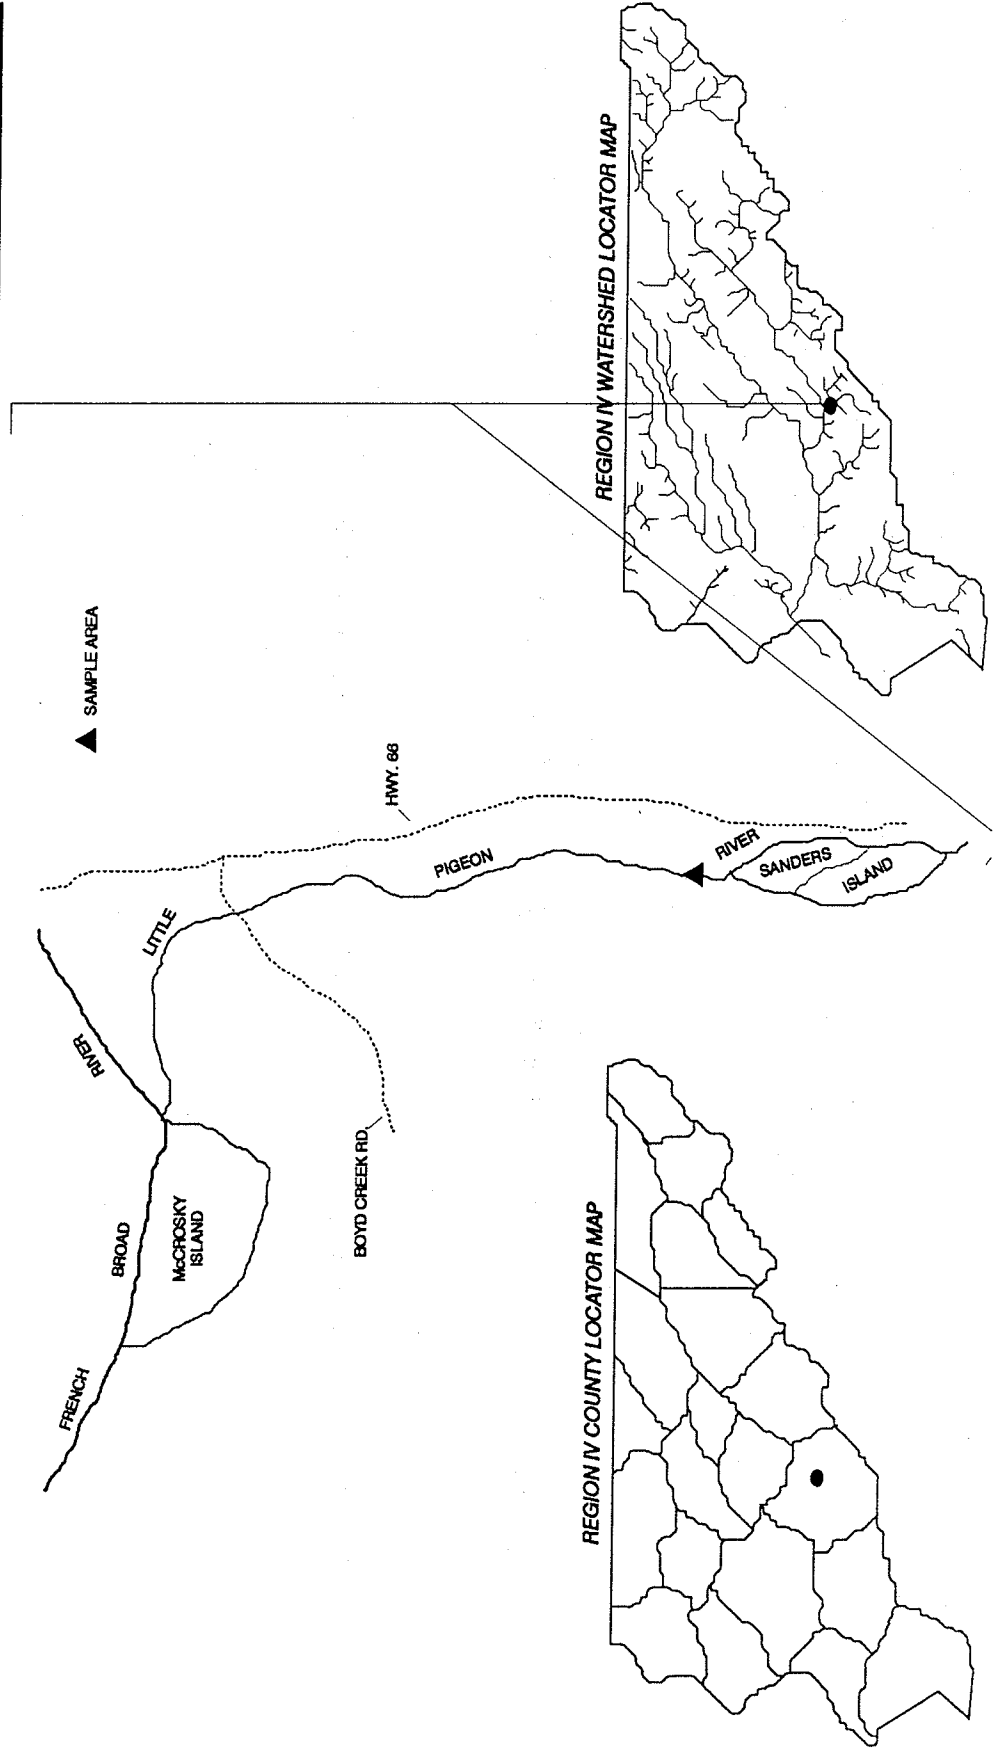 SAMPLE AREA
HWY. 66
FRENCH
BROAD
RIVER
LITTLE
PIGEON
RIVER
McCROSKY
ISLAND
SANDERS
ISLAND
BOYD CREEK RD.
REGION IV COUNTY LOCATOR MAP
REGION IV WATERSHED LOCATOR MAP